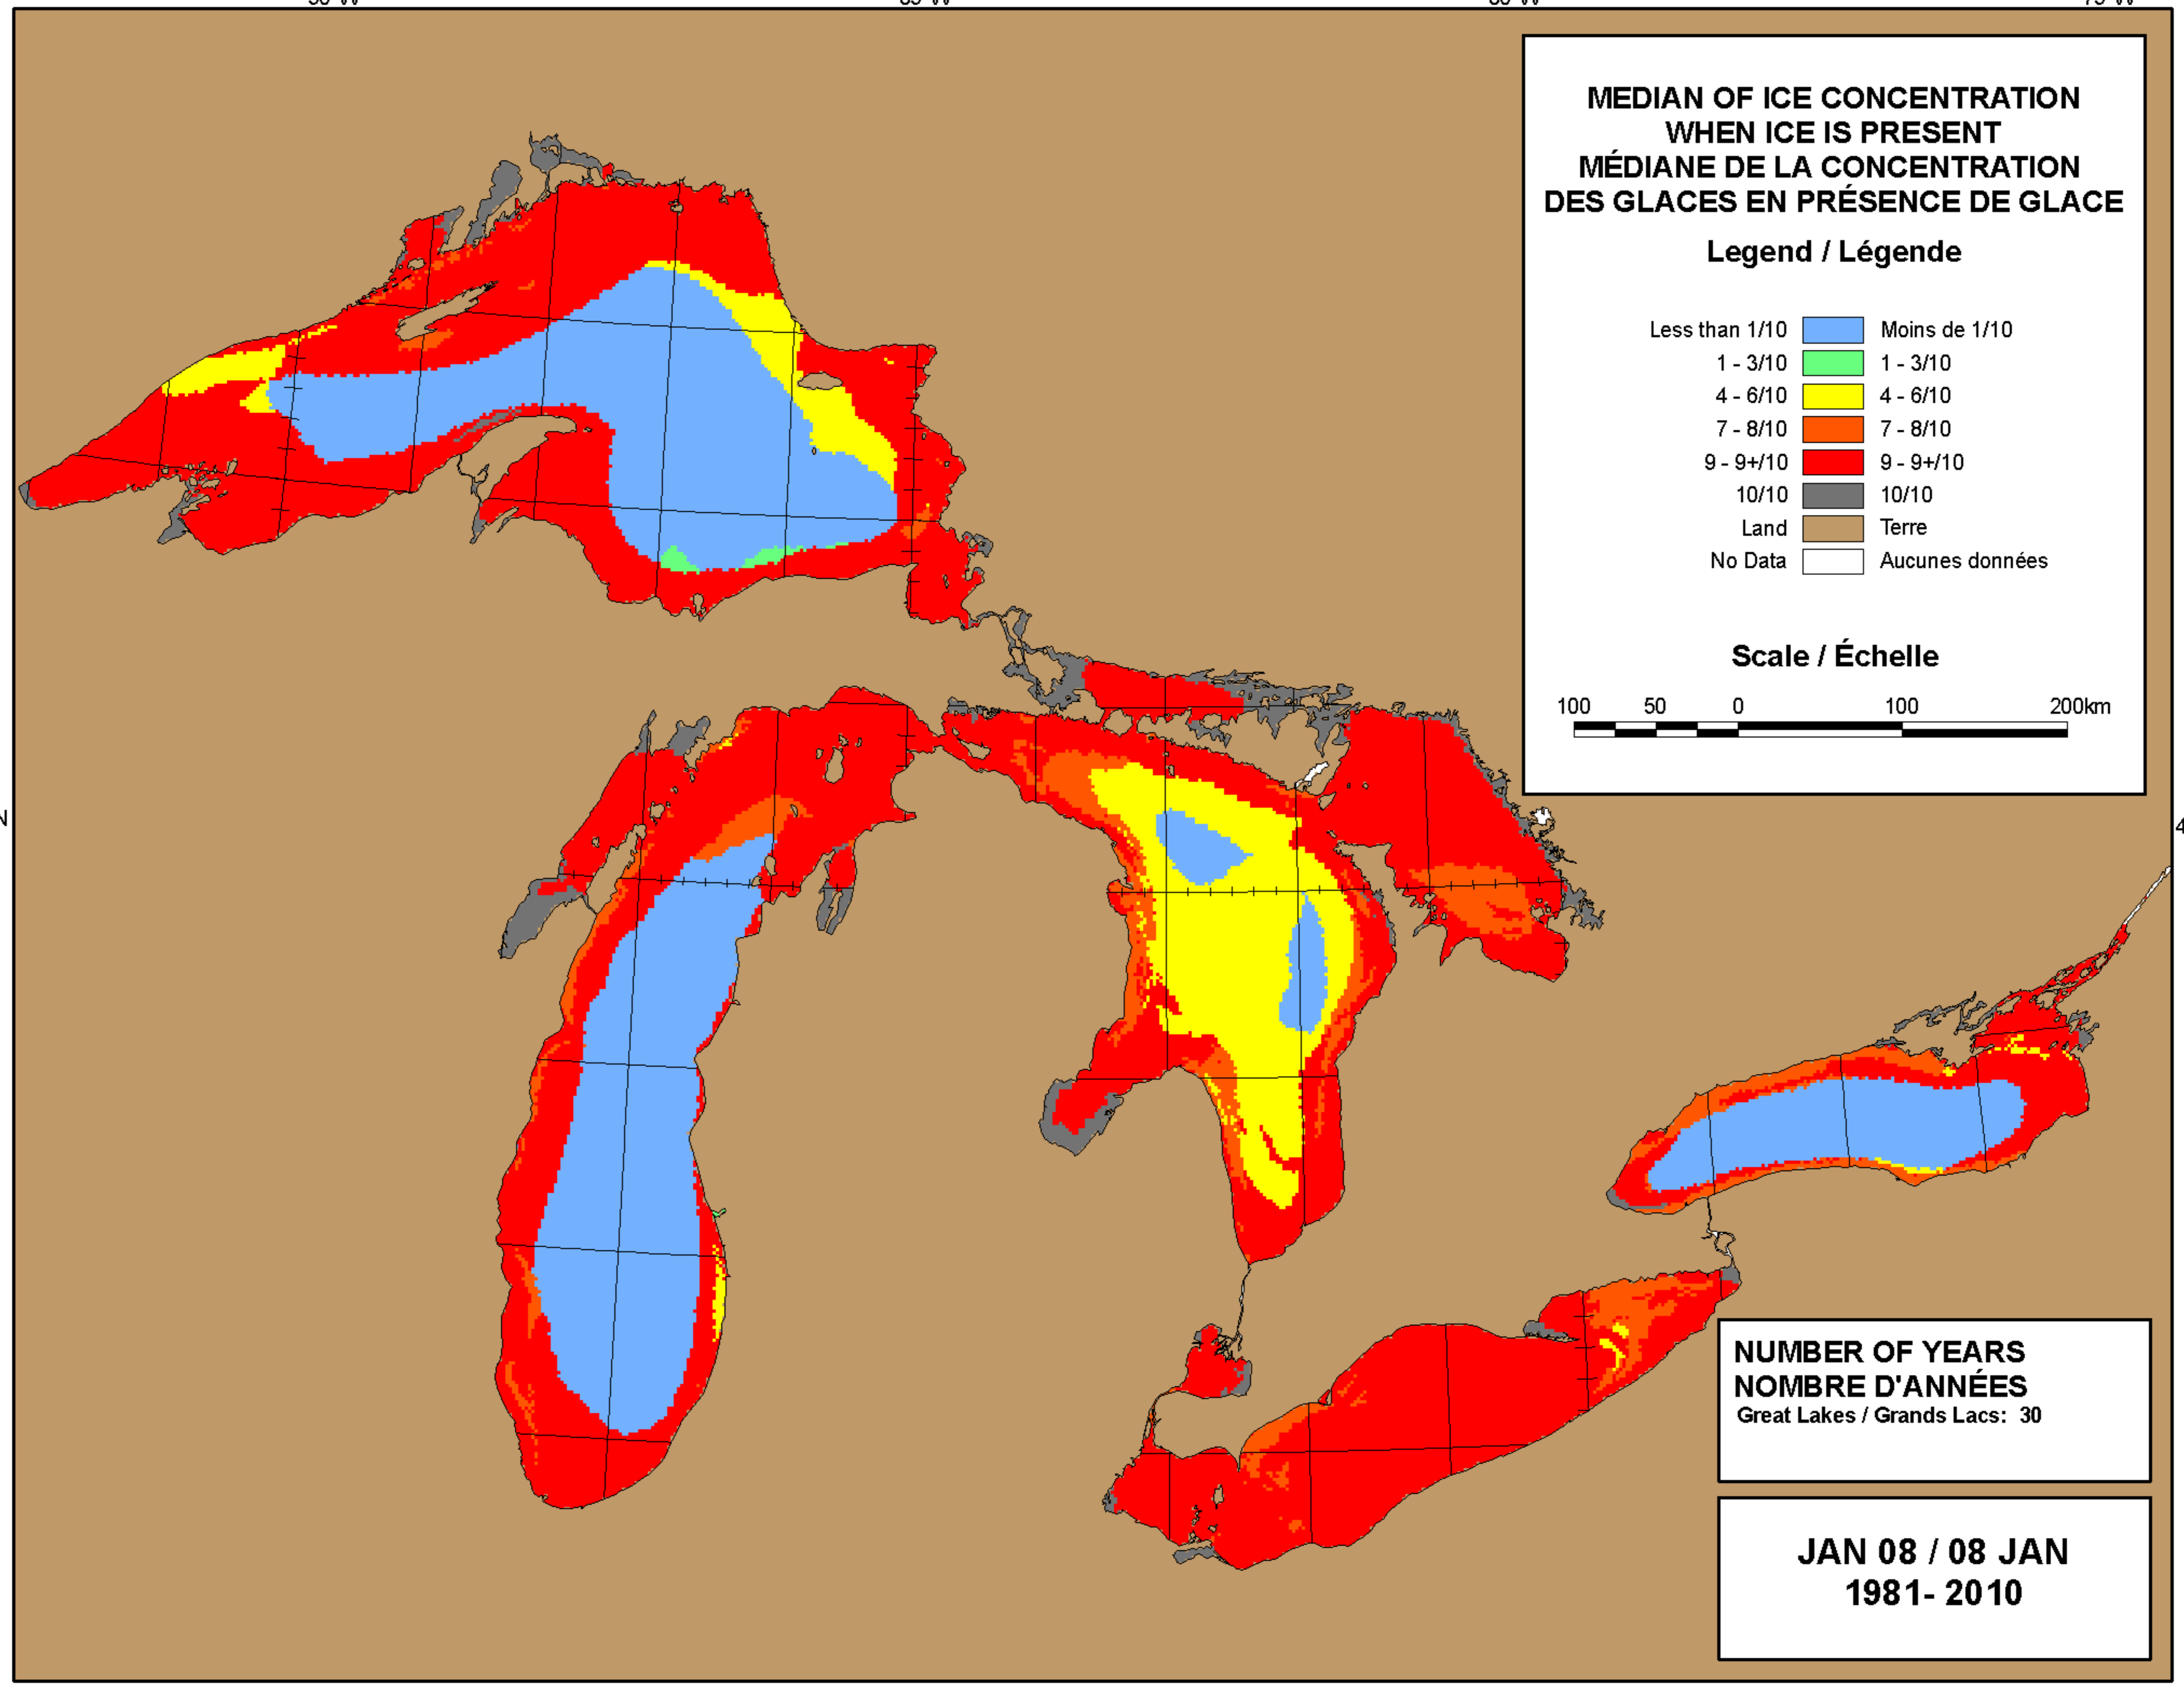 MEDIAN OF ICE CONCENTRATION
WHEN ICE IS PRESENT
MÉDIANE DE LA CONCENTRATION
DES GLACES EN PRÉSENCE DE GLACE
Legend / Légende
Less than 1/10 Moins de 1/10
1 - 3/10 1 - 3/10
4 - 6/10 4 - 6/10
7 - 8/10 7 - 8/10
9 - 9+/10 9 - 9+/10
10/10 10/10
Land Terre
No Data Aucunes données
Scale / Échelle
100 50 0 100 200km
N
4
NUMBER OF YEARS
NOMBRE D'ANNÉES
Great Lakes / Grands Lacs: 30
JAN 08 / 08 JAN
1981- 2010